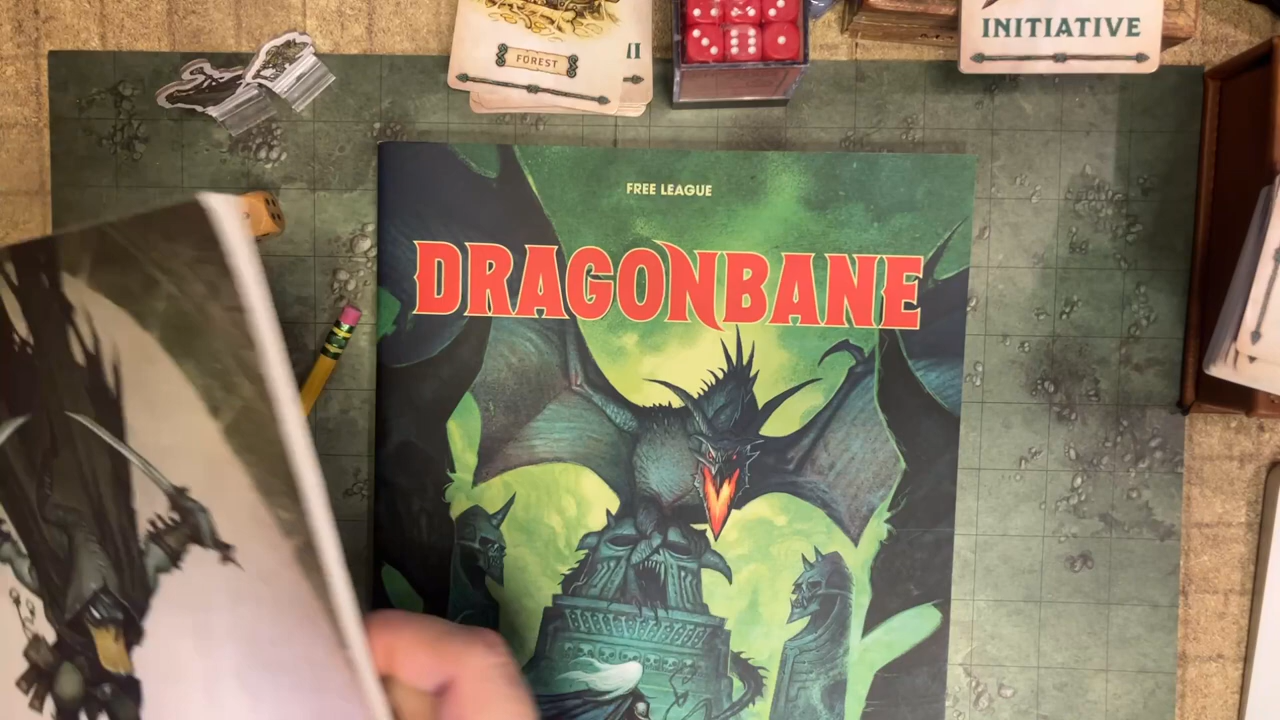 INITIATIVE
FOREST
II
FREE LEAGUE
DRAGONBANE